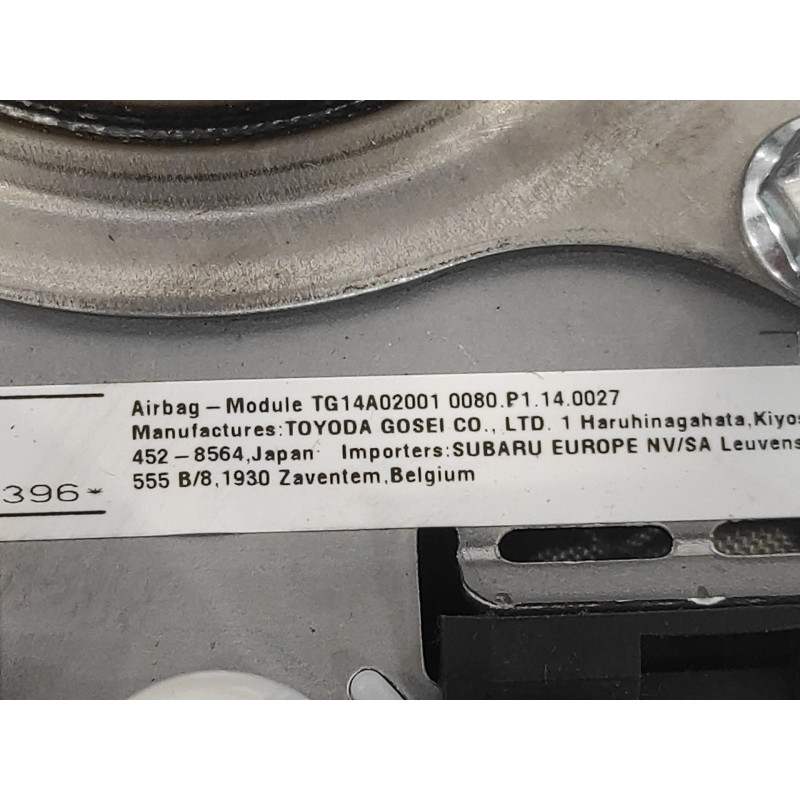 Airbag – Module TG14A02001 0080.P1.14.0027
Manufactures:TOYODA GOSEI CO., LTD. 1 Haruhinagahata,Kiyos
452 – 8564,Japan Importers:SUBARU EUROPE NV/SA Leuvens
555 B/8,1930 Zaventem,Belgium
396*